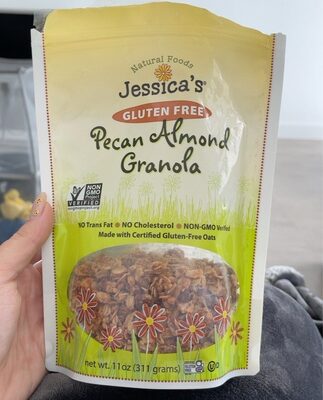 Natural Foods
Jessica's®
GLUTEN FREE
Pecan Almond
Granola
NON
GMO
VERIFIED
NO Trans Fat NO Cholesterol NON-GMO Verified
Made with Certified Gluten-Free Oats
net wt. 11oz (311 grams)